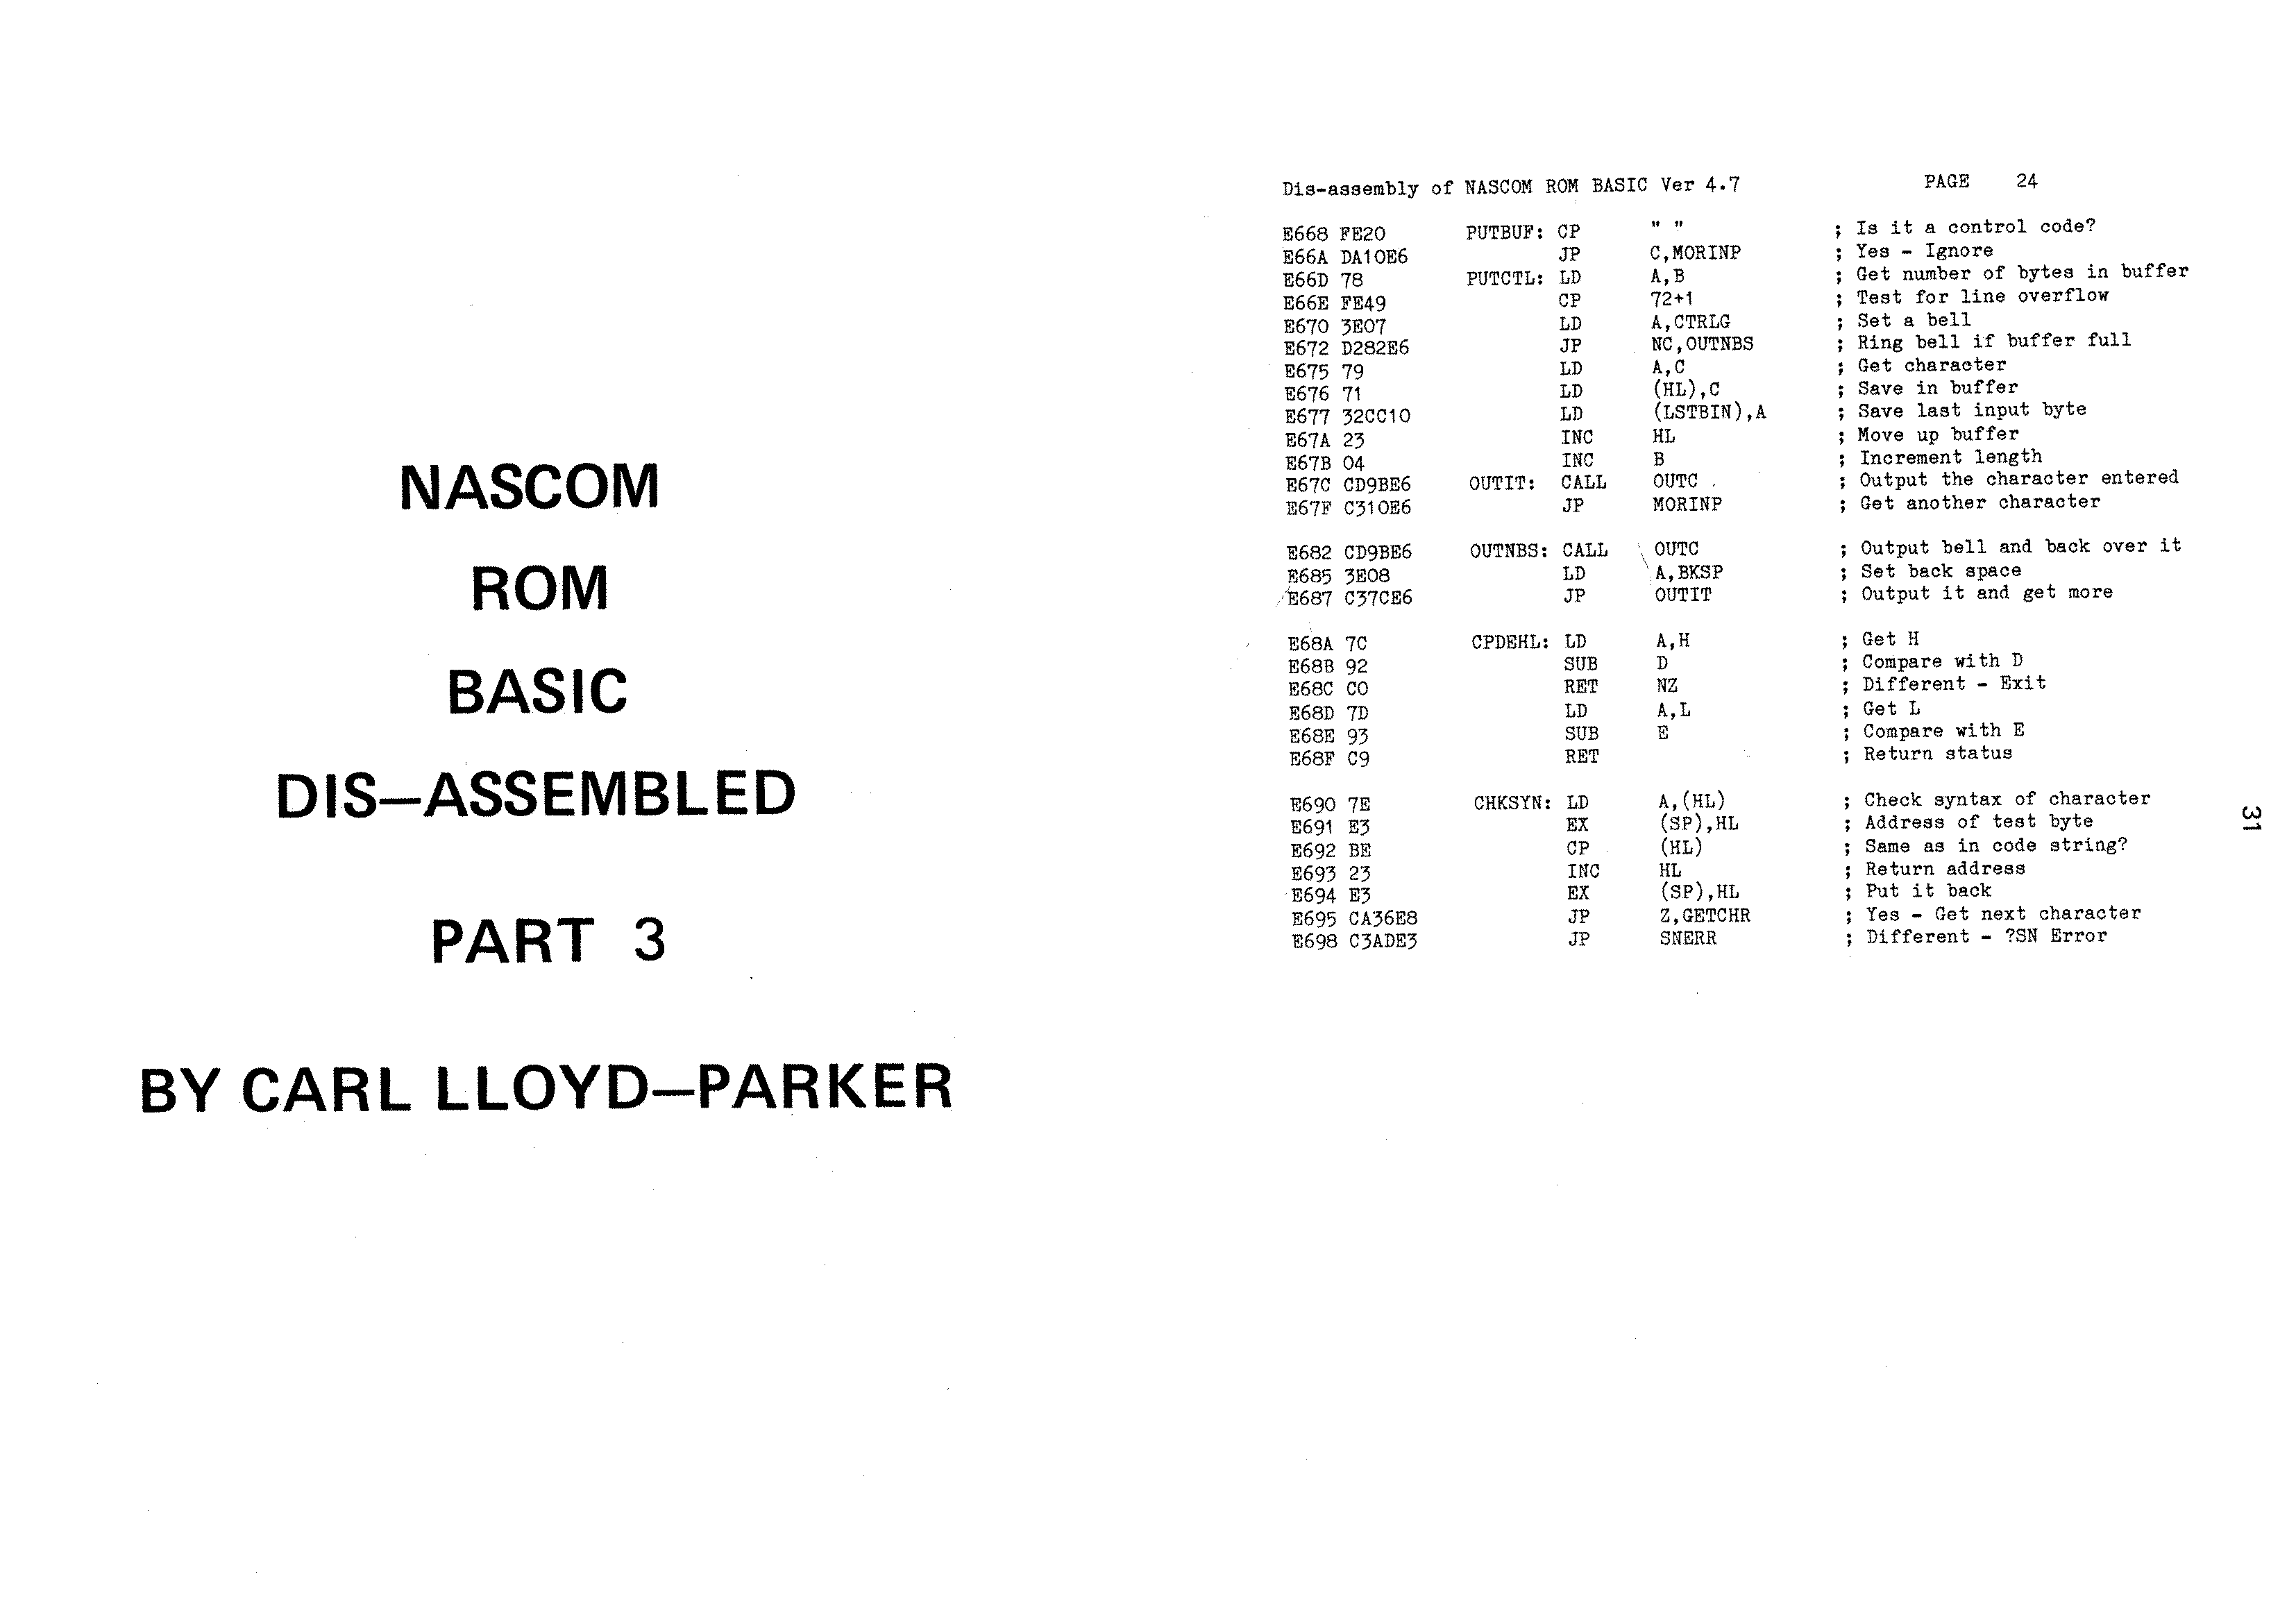 NASCOM
ROM
BASIC
DIS—ASSEMBLED
PART 3
BY CARL LLOYD—PARKER
Dis-assembly of NASCOM ROM BASIC Ver 4.7 PAGE 24
E668 FE20 PUTBUF: CP " " ; Is it a control code?
E66A DA10E6 JP C,MORINP ; Yes - Ignore
E66D 78 PUTCTL: LD A,B ; Get number of bytes in buffer
E66E FE49 CP 72+1 ; Test for line overflow
E670 3E07 LD A,CTRLG ; Set a bell
E672 D282E6 JP NC,OUTNBS ; Ring bell if buffer full
E675 79 LD A,C ; Get character
E676 71 LD (HL),C ; Save in buffer
E677 32CC10 LD (LSTBIN),A ; Save last input byte
E67A 23 INC HL ; Move up buffer
E67B 04 INC B ; Increment length
E67C CD9BE6 OUTIT: CALL OUTC ; Output the character entered
E67F C310E6 JP MORINP ; Get another character
E682 CD9BE6 OUTNBS: CALL OUTC ; Output bell and back over it
E685 3E08 LD A,BKSP ; Set back space
E687 C37CE6 JP OUTIT ; Output it and get more
E68A 7C CPDEHL: LD A,H ; Get H
E68B 92 SUB D ; Compare with D
E68C C0 RET NZ ; Different - Exit
E68D 7D LD A,L ; Get L
E68E 93 SUB E ; Compare with E
E68F C9 RET ; Return status
E690 7E CHKSYN: LD A,(HL) ; Check syntax of character
E691 E3 EX (SP),HL ; Address of test byte
E692 BE CP (HL) ; Same as in code string?
E693 23 INC HL ; Return address
E694 E3 EX (SP),HL ; Put it back
E695 CA36E8 JP Z,GETCHR ; Yes - Get next character
E698 C3ADE3 JP SNERR ; Different - ?SN Error
31